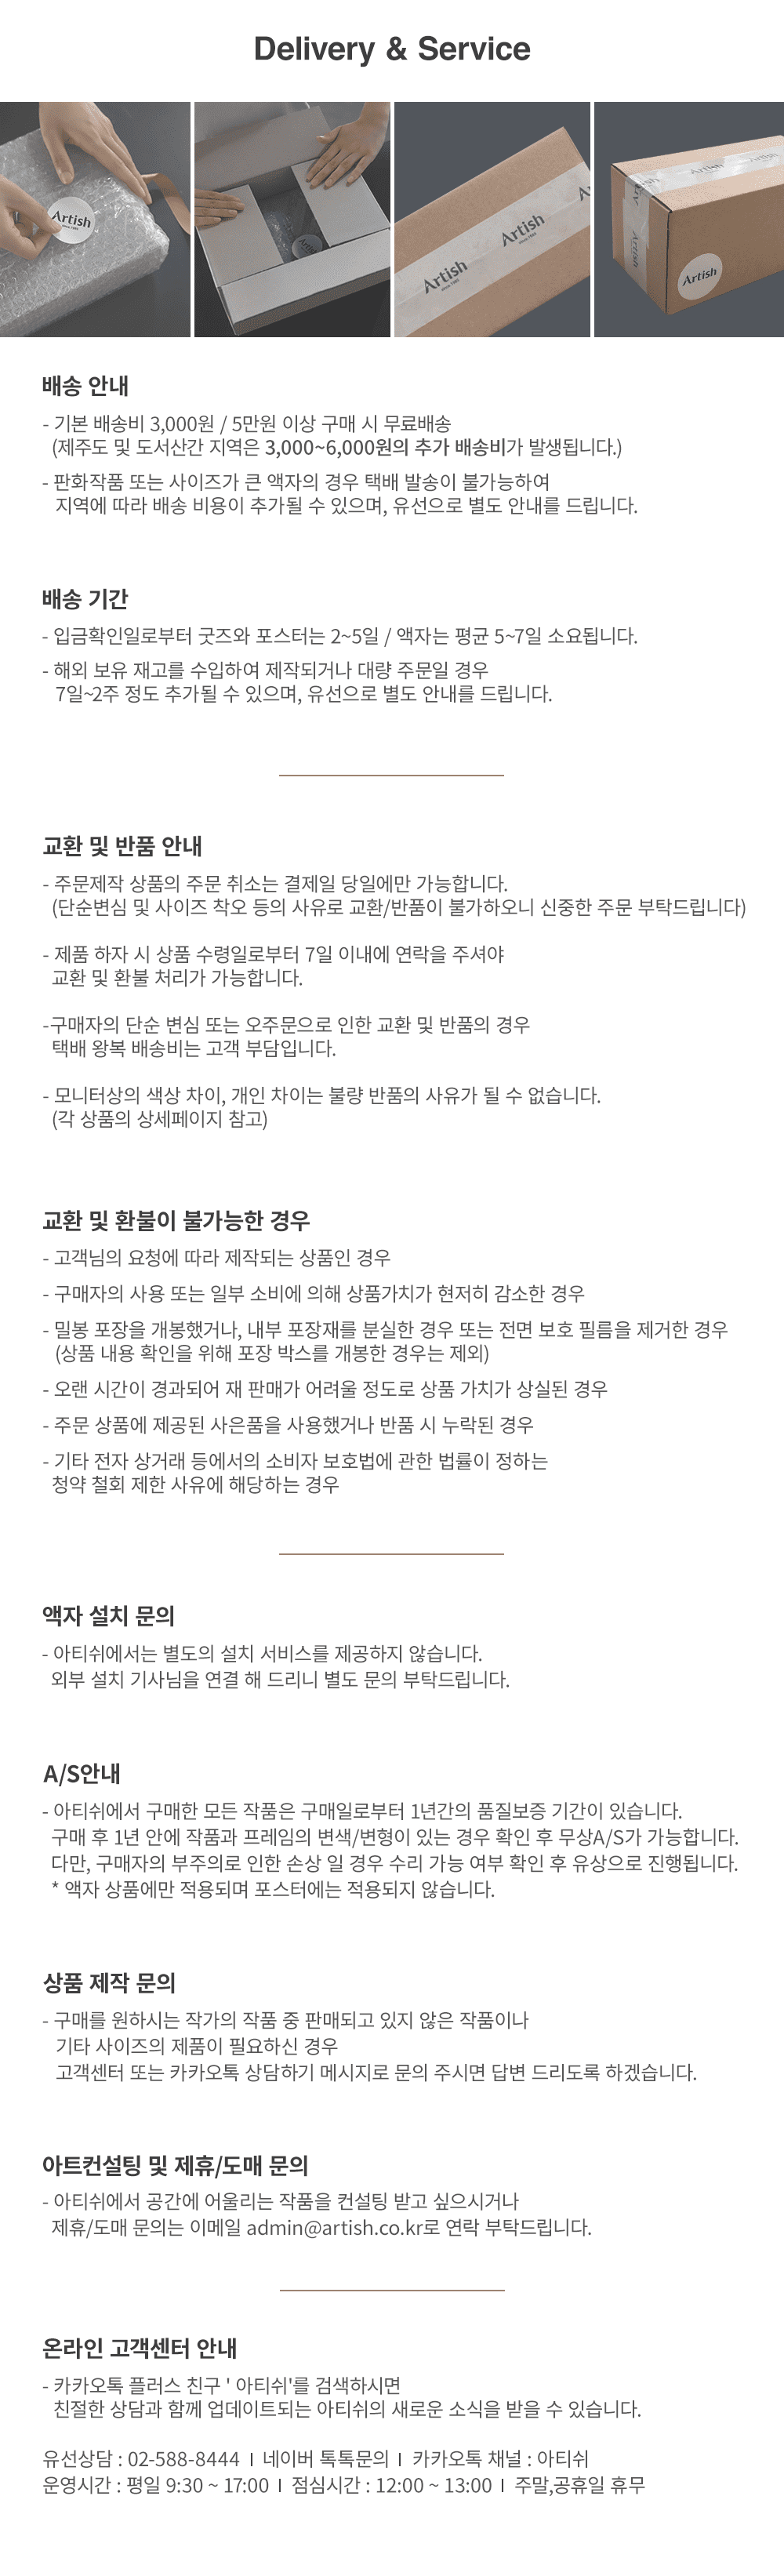 Delivery & Service
Artish
since 1983
Artish
Artish
since 1983
Artish
since 1983
A
Artish
Artish
Artish
Artish
배송 안내
- 기본 배송비 3,000원 / 5만원 이상 구매 시 무료배송
(제주도 및 도서산간 지역은 3,000~6,000원의 추가 배송비가 발생됩니다.)
- 판화작품 또는 사이즈가 큰 액자의 경우 택배 발송이 불가능하여
지역에 따라 배송 비용이 추가될 수 있으며, 유선으로 별도 안내를 드립니다.
배송 기간
- 입금확인일로부터 굿즈와 포스터는 2~5일 / 액자는 평균 5~7일 소요됩니다.
- 해외 보유 재고를 수입하여 제작되거나 대량 주문일 경우
7일~2주 정도 추가될 수 있으며, 유선으로 별도 안내를 드립니다.
교환 및 반품 안내
- 주문제작 상품의 주문 취소는 결제일 당일에만 가능합니다.
(단순변심 및 사이즈 착오 등의 사유로 교환/반품이 불가하오니 신중한 주문 부탁드립니다)
- 제품 하자 시 상품 수령일로부터 7일 이내에 연락을 주셔야
교환 및 환불 처리가 가능합니다.
-구매자의 단순 변심 또는 오주문으로 인한 교환 및 반품의 경우
택배 왕복 배송비는 고객 부담입니다.
- 모니터상의 색상 차이, 개인 차이는 불량 반품의 사유가 될 수 없습니다.
(각 상품의 상세페이지 참고)
교환 및 환불이 불가능한 경우
- 고객님의 요청에 따라 제작되는 상품인 경우
- 구매자의 사용 또는 일부 소비에 의해 상품가치가 현저히 감소한 경우
- 밀봉 포장을 개봉했거나, 내부 포장재를 분실한 경우 또는 전면 보호 필름을 제거한 경우
(상품 내용 확인을 위해 포장 박스를 개봉한 경우는 제외)
- 오랜 시간이 경과되어 재 판매가 어려울 정도로 상품 가치가 상실된 경우
- 주문 상품에 제공된 사은품을 사용했거나 반품 시 누락된 경우
- 기타 전자 상거래 등에서의 소비자 보호법에 관한 법률이 정하는
청약 철회 제한 사유에 해당하는 경우
액자 설치 문의
- 아티쉬에서는 별도의 설치 서비스를 제공하지 않습니다.
외부 설치 기사님을 연결 해 드리니 별도 문의 부탁드립니다.
A/S안내
- 아티쉬에서 구매한 모든 작품은 구매일로부터 1년간의 품질보증 기간이 있습니다.
구매 후 1년 안에 작품과 프레임의 변색/변형이 있는 경우 확인 후 무상A/S가 가능합니다.
다만, 구매자의 부주의로 인한 손상 일 경우 수리 가능 여부 확인 후 유상으로 진행됩니다.
* 액자 상품에만 적용되며 포스터에는 적용되지 않습니다.
상품 제작 문의
- 구매를 원하시는 작가의 작품 중 판매되고 있지 않은 작품이나
기타 사이즈의 제품이 필요하신 경우
고객센터 또는 카카오톡 상담하기 메시지로 문의 주시면 답변 드리도록 하겠습니다.
아트컨설팅 및 제휴/도매 문의
- 아티쉬에서 공간에 어울리는 작품을 컨설팅 받고 싶으시거나
제휴/도매 문의는 이메일 admin@artish.co.kr로 연락 부탁드립니다.
온라인 고객센터 안내
- 카카오톡 플러스 친구 ' 아티쉬'를 검색하시면
친절한 상담과 함께 업데이트되는 아티쉬의 새로운 소식을 받을 수 있습니다.
유선상담 : 02-588-8444 ㅣ 네이버 톡톡문의 ㅣ 카카오톡 채널 : 아티쉬
운영시간 : 평일 9:30 ~ 17:00 ㅣ 점심시간 : 12:00 ~ 13:00 ㅣ 주말,공휴일 휴무